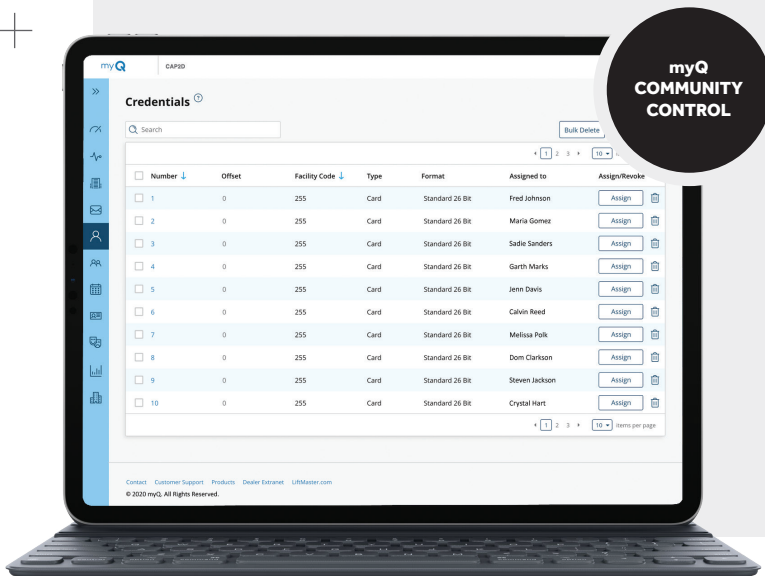 myQ
COMMUNITY
CONTROL
myQ CAP2D
Credentials ?
Search
Bulk Delete
1 2 3 10
Number ↓ Offset Facility Code ↓ Type Format Assigned to Assign/Revoke
1 0 255 Card Standard 26 Bit Fred Johnson Assign
2 0 255 Card Standard 26 Bit Maria Gomez Assign
3 0 255 Card Standard 26 Bit Sadie Sanders Assign
4 0 255 Card Standard 26 Bit Garth Marks Assign
5 0 255 Card Standard 26 Bit Jenn Davis Assign
6 0 255 Card Standard 26 Bit Calvin Reed Assign
7 0 255 Card Standard 26 Bit Melissa Polk Assign
8 0 255 Card Standard 26 Bit Dom Clarkson Assign
9 0 255 Card Standard 26 Bit Steven Jackson Assign
10 0 255 Card Standard 26 Bit Crystal Hart Assign
1 2 3 10 items per page
Contact Customer Support Products Dealer Extranet LiftMaster.com
© 2020 myQ. All Rights Reserved.